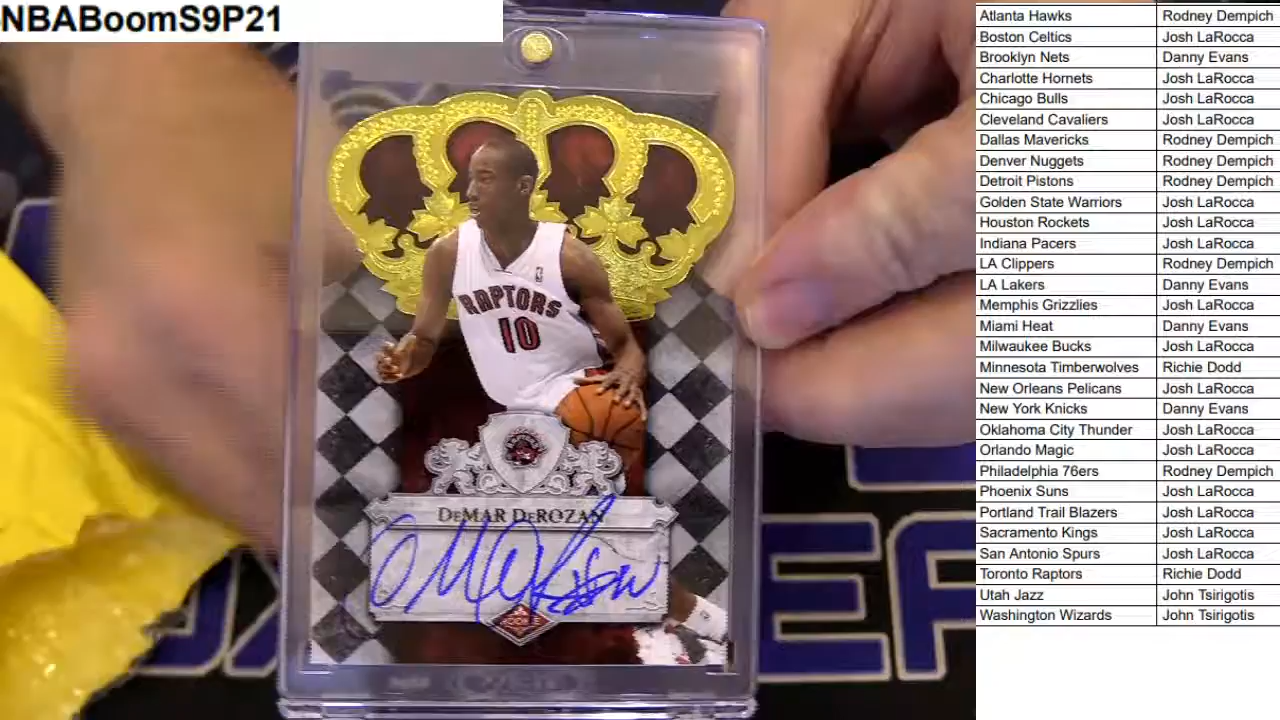 NBABoomS9P21
RAPTORS
10
DEMAR DEROZAN
ROOKIE
Atlanta Hawks Rodney Dempich
Boston Celtics Josh LaRocca
Brooklyn Nets Danny Evans
Charlotte Hornets Josh LaRocca
Chicago Bulls Josh LaRocca
Cleveland Cavaliers Josh LaRocca
Dallas Mavericks Rodney Dempich
Denver Nuggets Rodney Dempich
Detroit Pistons Rodney Dempich
Golden State Warriors Josh LaRocca
Houston Rockets Josh LaRocca
Indiana Pacers Josh LaRocca
LA Clippers Rodney Dempich
LA Lakers Danny Evans
Memphis Grizzlies Josh LaRocca
Miami Heat Danny Evans
Milwaukee Bucks Josh LaRocca
Minnesota Timberwolves Richie Dodd
New Orleans Pelicans Josh LaRocca
New York Knicks Danny Evans
Oklahoma City Thunder Josh LaRocca
Orlando Magic Josh LaRocca
Philadelphia 76ers Rodney Dempich
Phoenix Suns Josh LaRocca
Portland Trail Blazers Josh LaRocca
Sacramento Kings Josh LaRocca
San Antonio Spurs Josh LaRocca
Toronto Raptors Richie Dodd
Utah Jazz John Tsirigotis
Washington Wizards John Tsirigotis